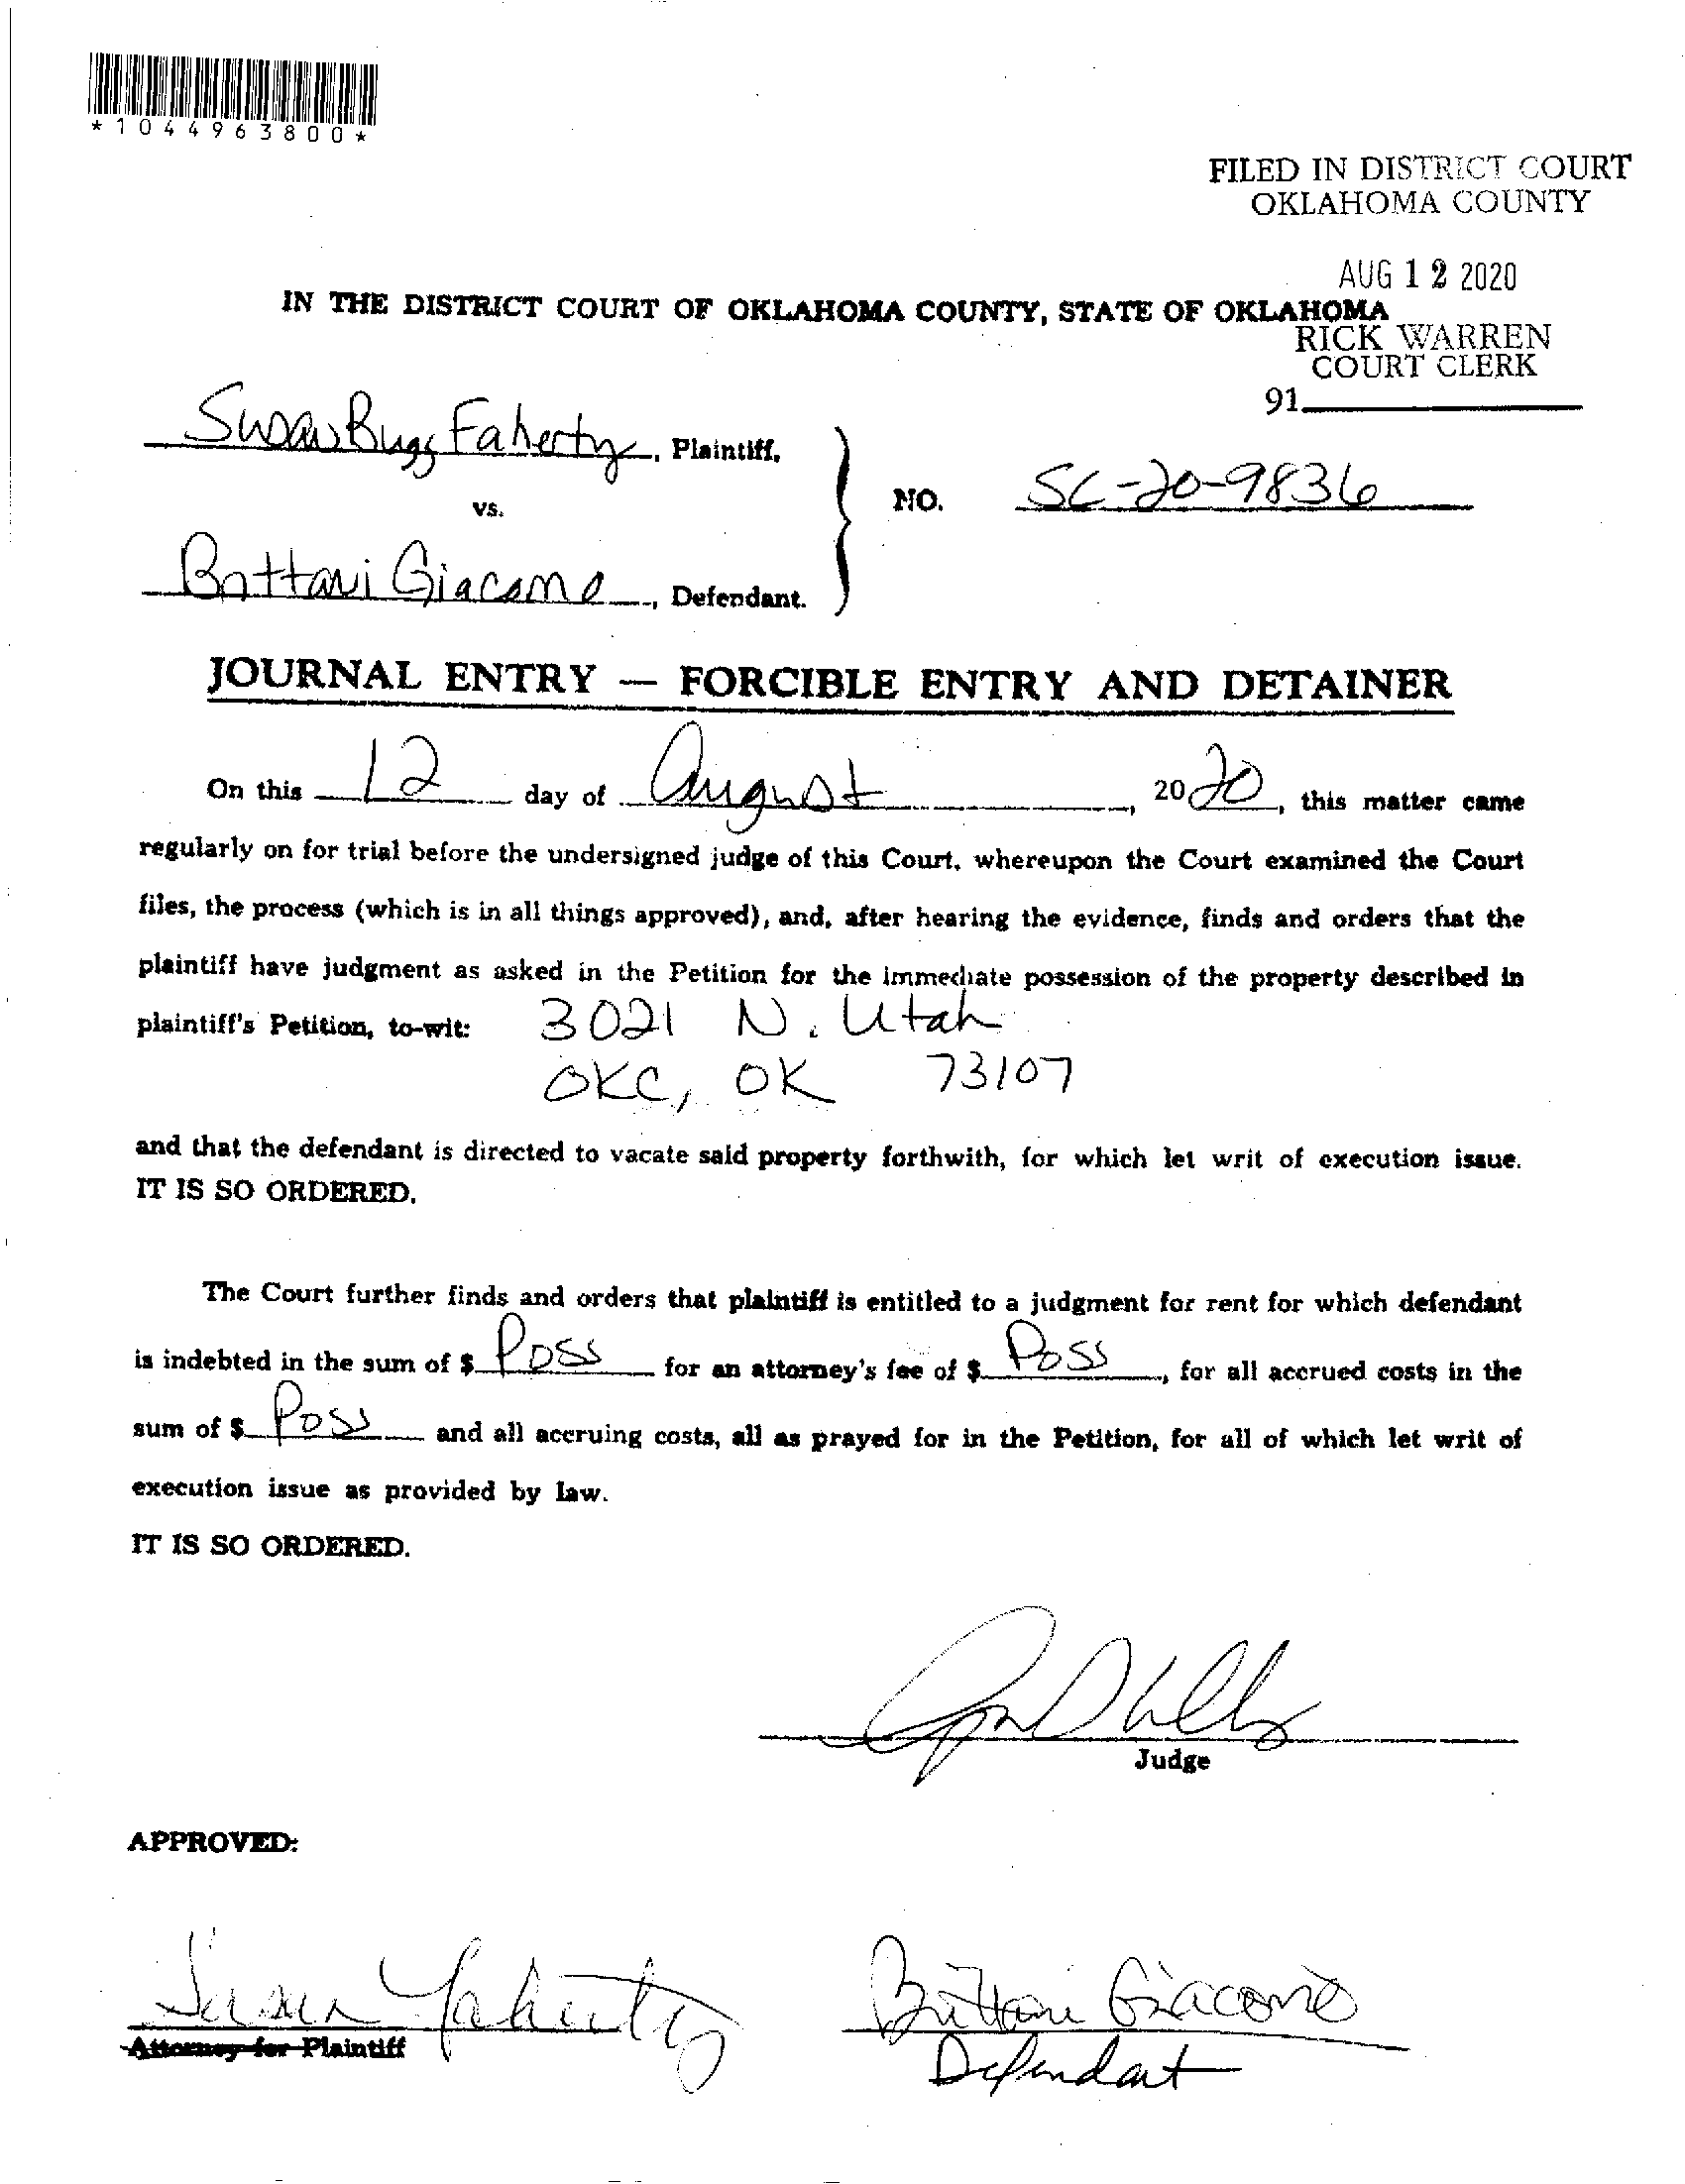 *1044963800*
FILED IN DISTRICT COURT
OKLAHOMA COUNTY
AUG 12 2020
IN THE DISTRICT COURT OF OKLAHOMA COUNTY, STATE OF OKLAHOMA
RICK WARREN
COURT CLERK
91
Susan Bugg Faherty, Plaintiff,
vs.
NO. SC-20-9836
Brittani Giacomo, Defendant.
JOURNAL ENTRY — FORCIBLE ENTRY AND DETAINER
On this 12 day of August, 2020, this matter came
regularly on for trial before the undersigned judge of this Court, whereupon the Court examined the Court
files, the process (which is in all things approved), and, after hearing the evidence, finds and orders that the
plaintiff have judgment as asked in the Petition for the immediate possession of the property described in
plaintiff's Petition, to-wit: 3021 N. Utah
OKC, OK 73107
and that the defendant is directed to vacate said property forthwith, for which let writ of execution issue.
IT IS SO ORDERED.
The Court further finds and orders that plaintiff is entitled to a judgment for rent for which defendant
is indebted in the sum of $ Poss for an attorney's fee of $ Poss, for all accrued costs in the
sum of $ Poss and all accruing costs, all as prayed for in the Petition, for all of which let writ of
execution issue as provided by law.
IT IS SO ORDERED.
Judge
APPROVED:
Susan Faherty
Brittani Giacomo
Attorney for Plaintiff
Defendant